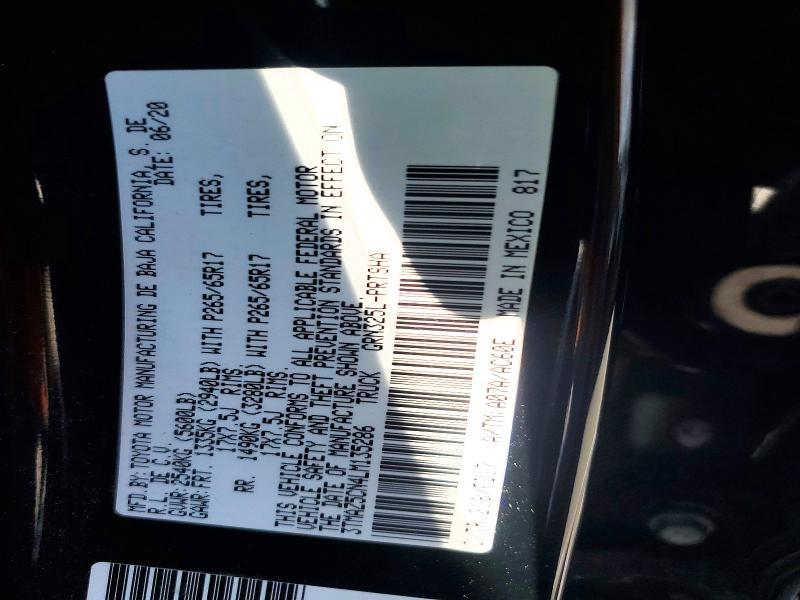 MFD.BY:TOYOTA MOTOR MANUFACTURING DE BAJA CALIFORNIA, S. DE
R.L. DE C.V. DATE: 06/20
GVWR:2540KG(5600LB)
GAWR:FRT. 1335KG(2940LB)WITH P265/65R17 TIRES,
17X7.5J RIMS,
RR. 1490KG(3280LB)WITH P265/65R17 TIRES,
17X7.5J RIMS.
THIS VEHICLE CONFORMS TO ALL APPLICABLE FEDERAL MOTOR
VEHICLE SAFETY AND THEFT PREVENTION STANDARDS IN EFFECT ON
THE DATE OF MANUFACTURE SHOWN ABOVE.
TRUCK GRN325L-PRTSHA
A/TM:A07A/AC60E
MADE IN MEXICO 817